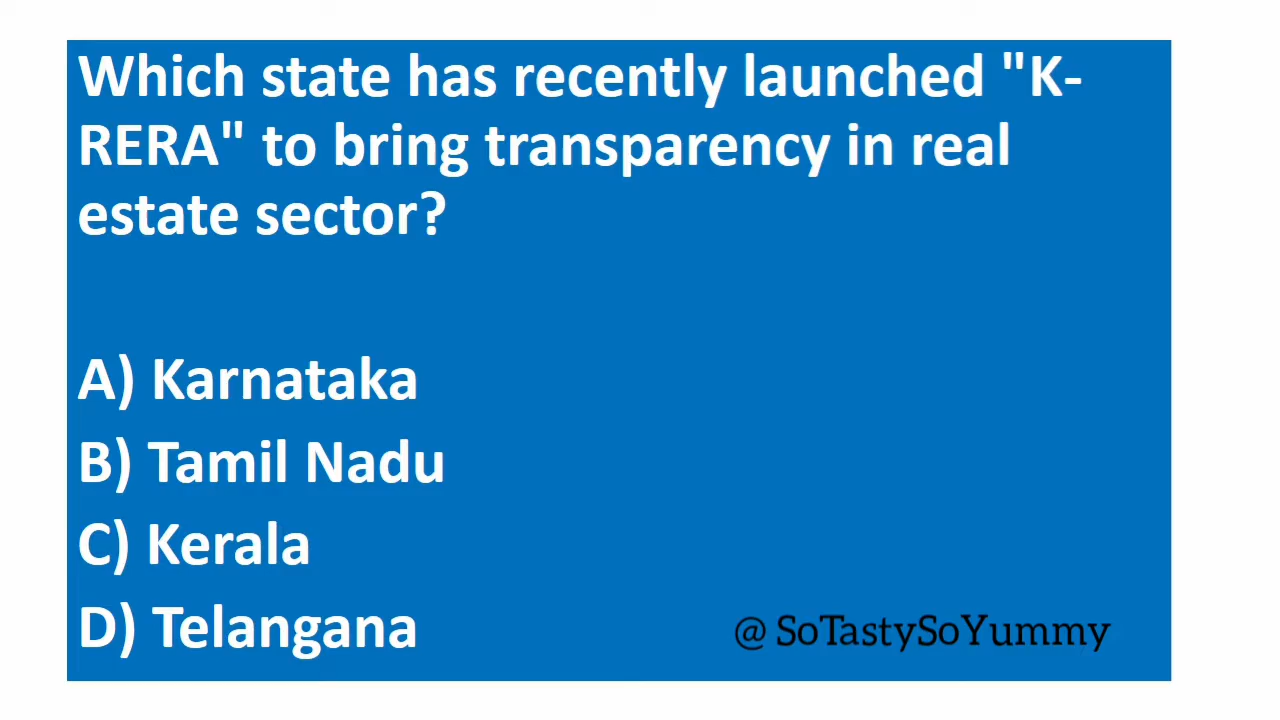 Which state has recently launched "K-
RERA" to bring transparency in real
estate sector?
A) Karnataka
B) Tamil Nadu
C) Kerala
D) Telangana
@ SoTastySoYummy